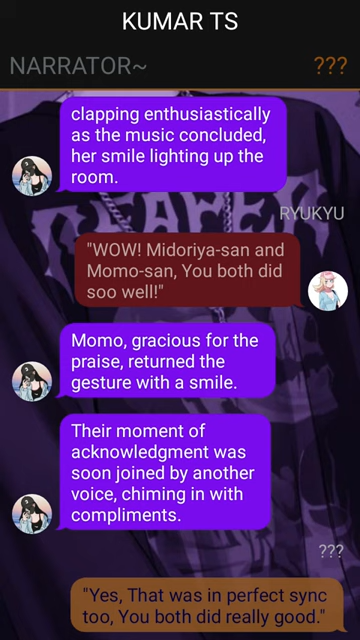 KUMAR TS
NARRATOR~
???
clapping enthusiastically
as the music concluded,
her smile lighting up the
room.
RYUKYU
"WOW! Midoriya-san and
Momo-san, You both did
soo well!"
Momo, gracious for the
praise, returned the
gesture with a smile.
Their moment of
acknowledgment was
soon joined by another
voice, chiming in with
compliments.
???
"Yes, That was in perfect sync
too, You both did really good."